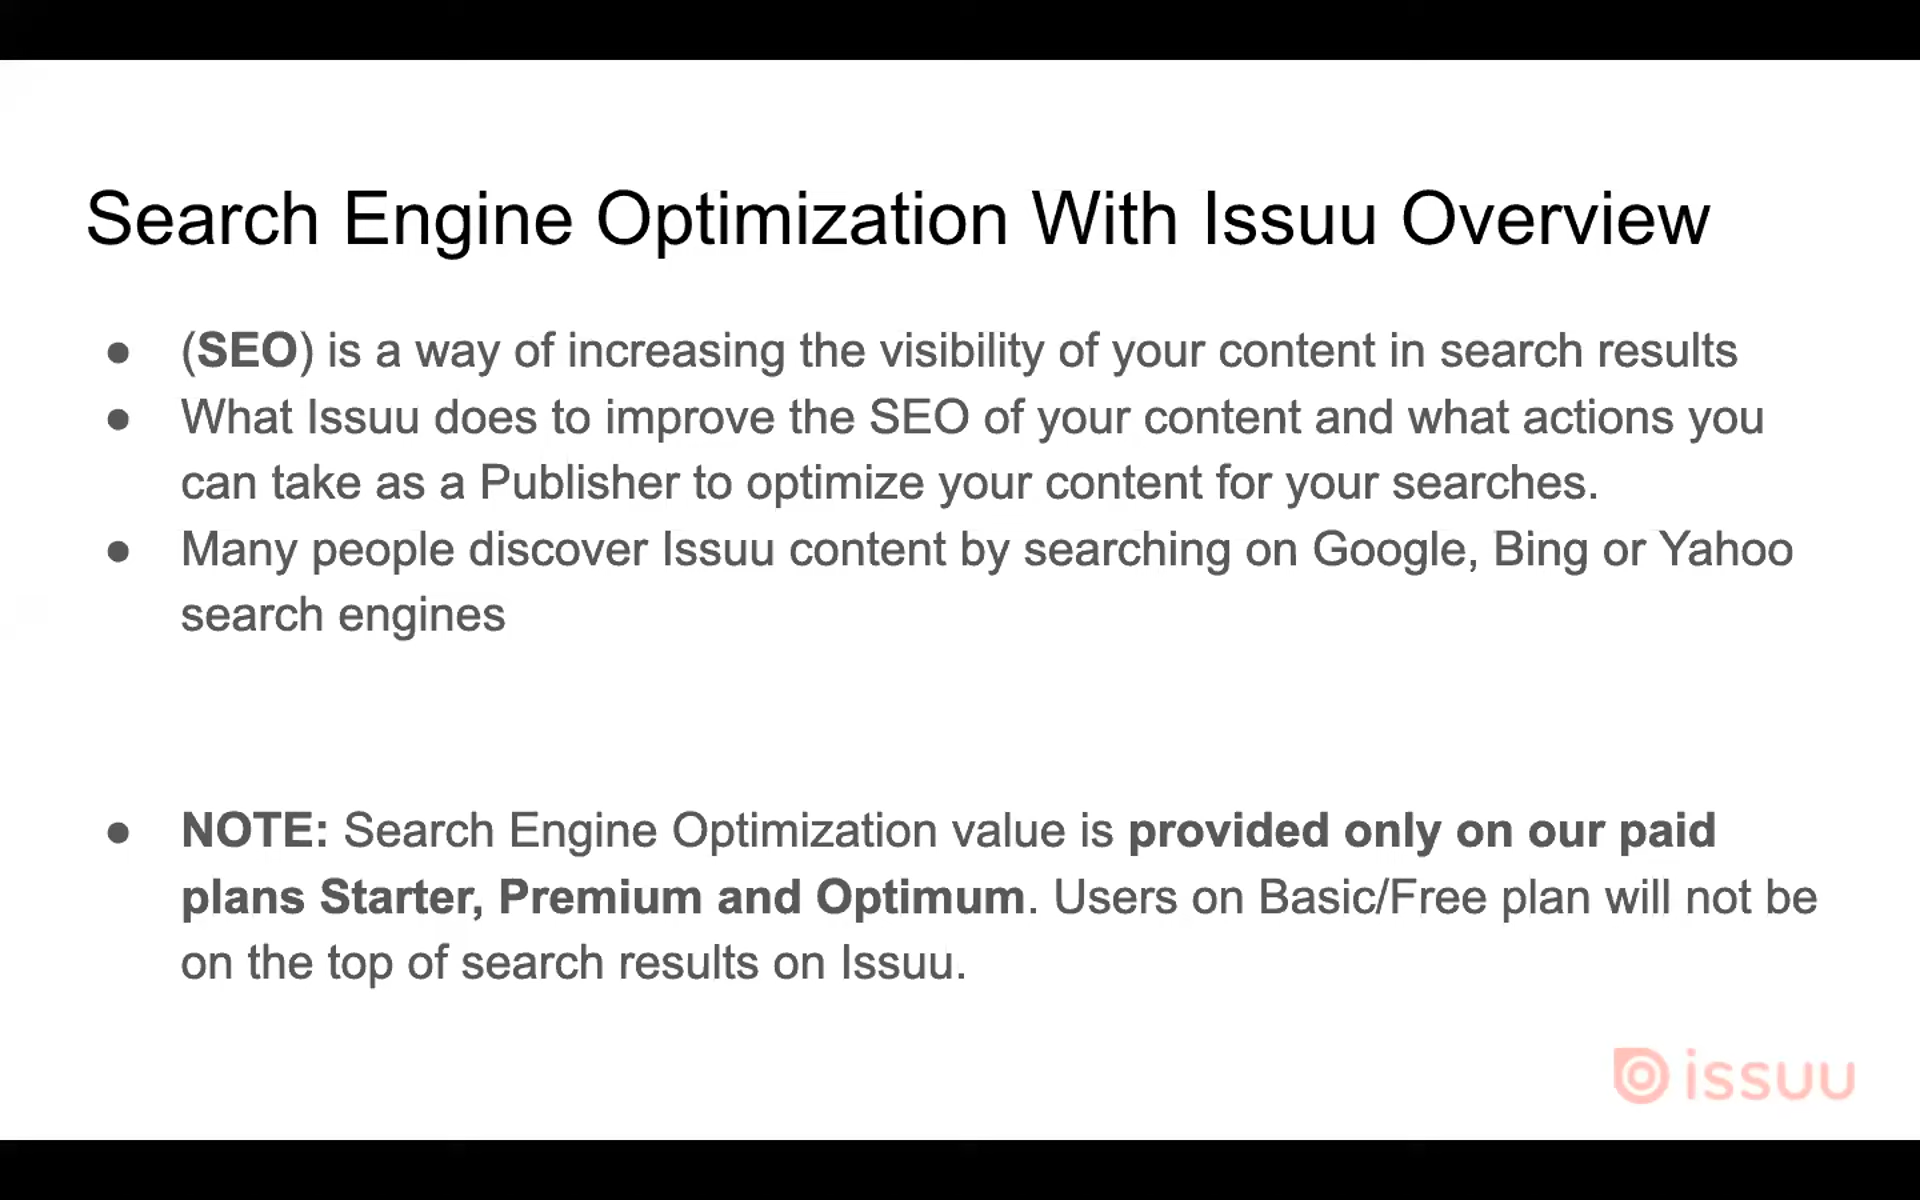 Search Engine Optimization With Issuu Overview
● (SEO) is a way of increasing the visibility of your content in search results
● What Issuu does to improve the SEO of your content and what actions you
can take as a Publisher to optimize your content for your searches.
● Many people discover Issuu content by searching on Google, Bing or Yahoo
search engines
● NOTE: Search Engine Optimization value is provided only on our paid
plans Starter, Premium and Optimum. Users on Basic/Free plan will not be
on the top of search results on Issuu.
issuu